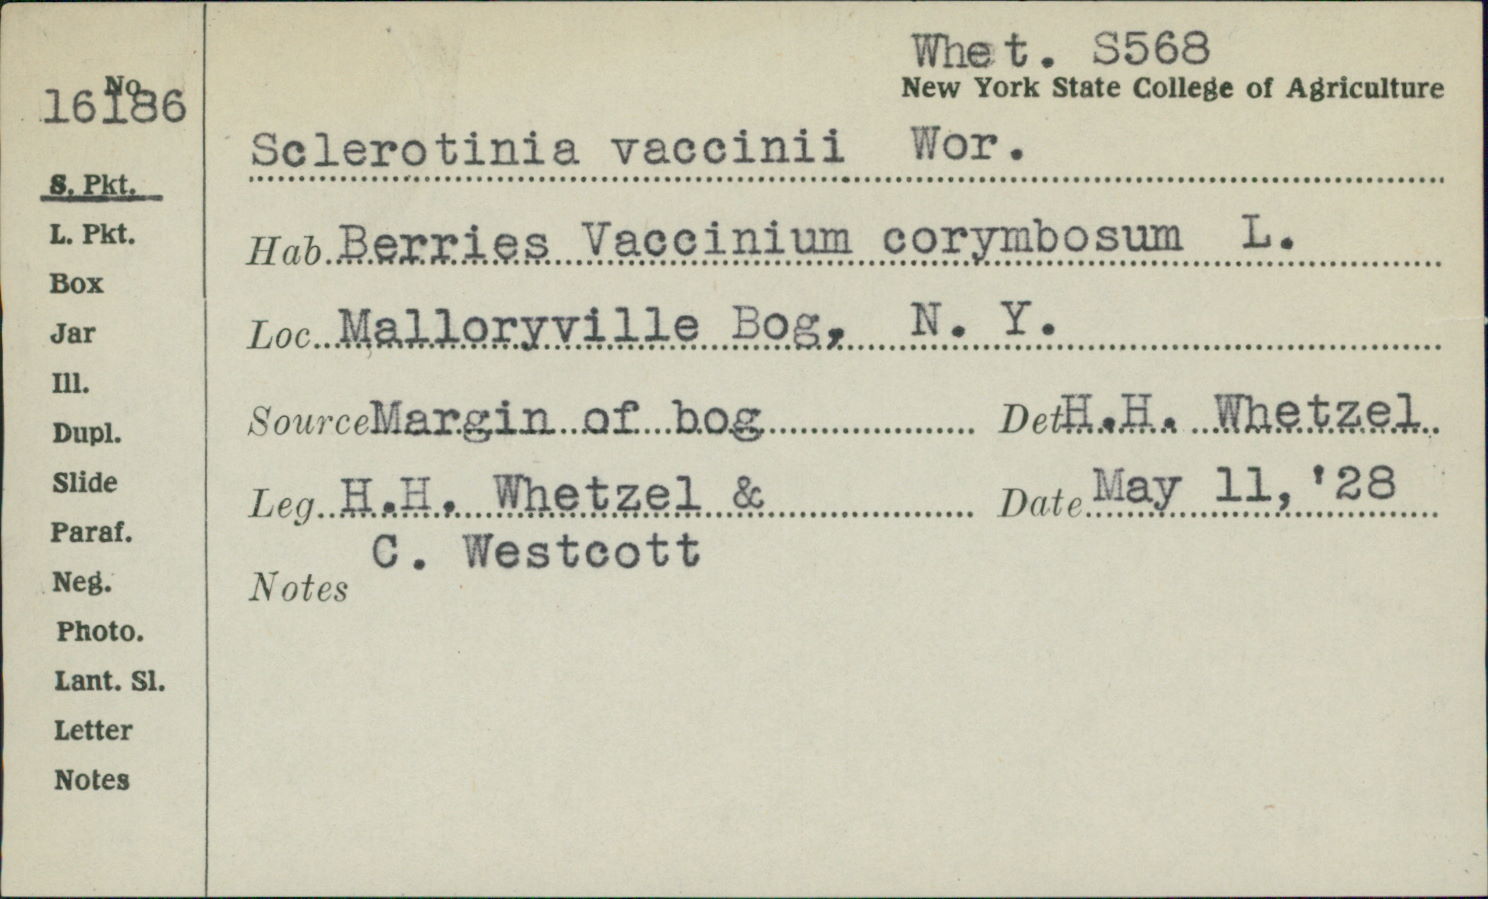 Whet. S568
No.
16186
New York State College of Agriculture
Sclerotinia vaccinii Wor.
S. Pkt.
L. Pkt.
Box
Jar
Ill.
Dupl.
Slide
Paraf.
Neg.
Photo.
Lant. Sl.
Letter
Notes
Hab. Berries Vaccinium corymbosum L.
Loc. Malloryville Bog, N. Y.
Source Margin of bog Det H.H. Whetzel
Leg. H.H. Whetzel & Date May 11, '28
C. Westcott
Notes